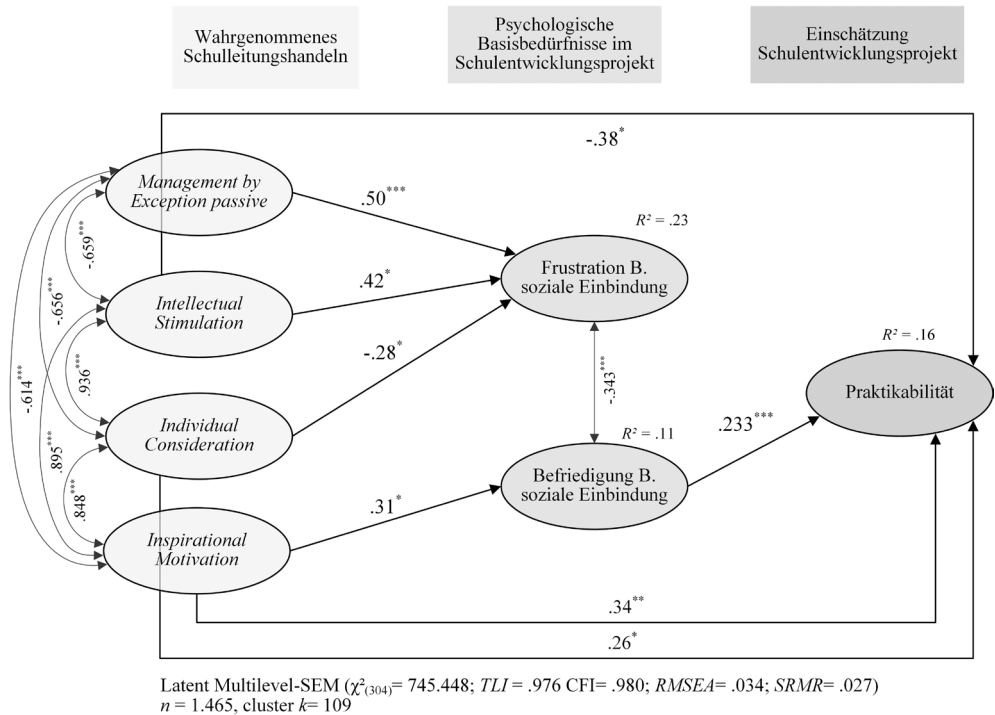 Wahrgenommenes
Schulleitungshandeln
Psychologische
Basisbedürfnisse im
Schulentwicklungsprojekt
Einschätzung
Schulentwicklungsprojekt
-.38*
Management by
Exception passive
.50***
R² = .23
-.659***
Frustration B.
soziale Einbindung
.42*
Intellectual
Stimulation
-.656***
-.28*
R² = .16
.936***
-.614***
-.343***
Praktikabilität
Individual
Consideration
.233***
R² = .11
.895***
Befriedigung B.
soziale Einbindung
.848***
.31*
Inspirational
Motivation
.34**
.26*
Latent Multilevel-SEM (χ²(304)= 745.448; TLI = .976 CFI= .980; RMSEA= .034; SRMR= .027)
n = 1.465, cluster k= 109